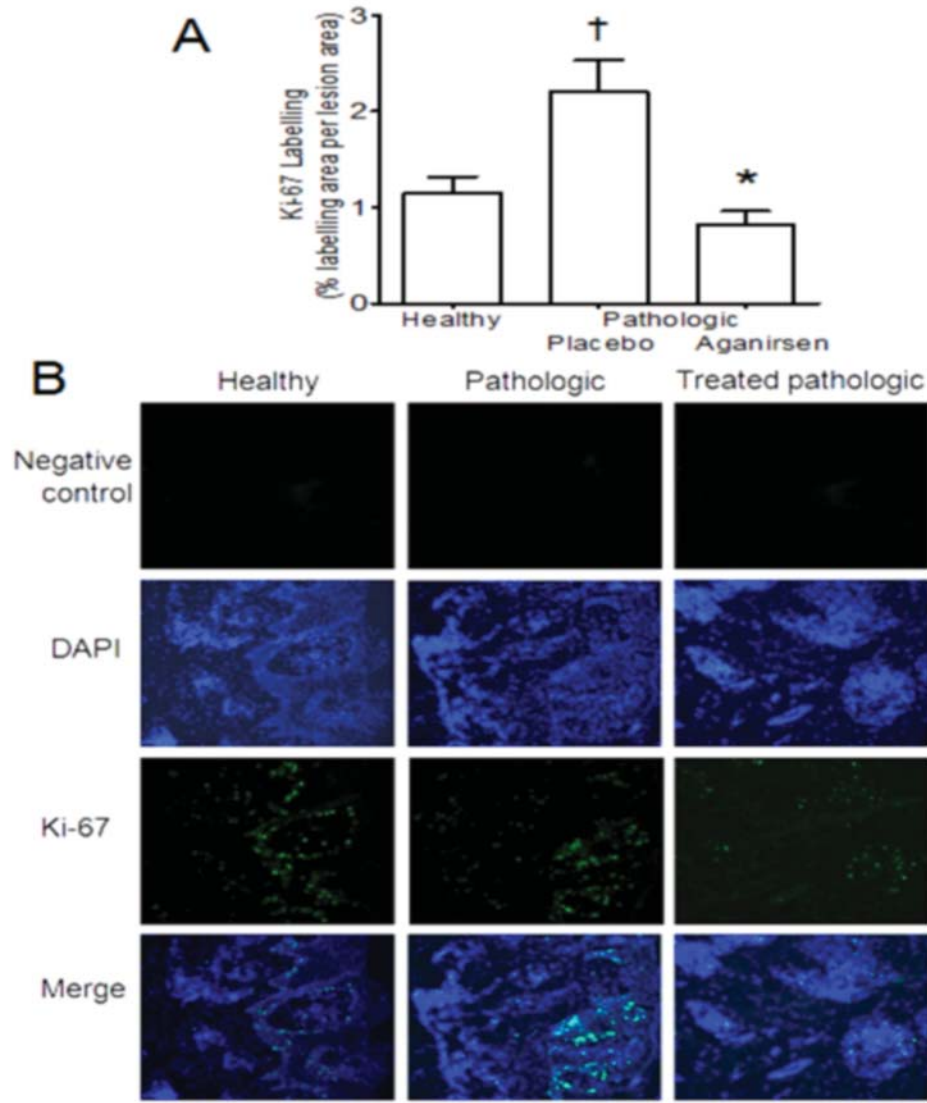 A
Ki-67 Labelling
(% labelling area per lesion area)
3
†
2
*
1
0
Healthy
Pathologic
Placebo
Aganirsen
B
Healthy
Pathologic
Treated pathologic
Negative
control
DAPI
Ki-67
Merge